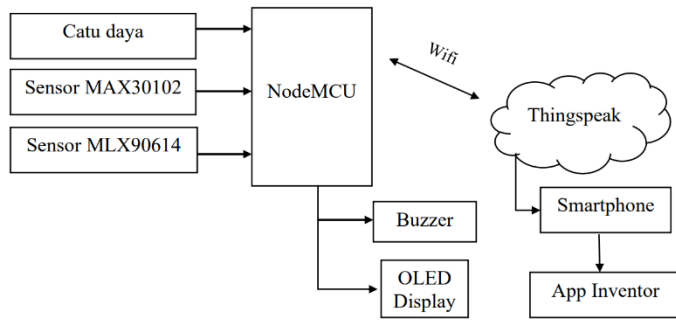 Catu daya
Sensor MAX30102
Sensor MLX90614
NodeMCU
Wifi
Thingspeak
Buzzer
OLED
Display
Smartphone
App Inventor